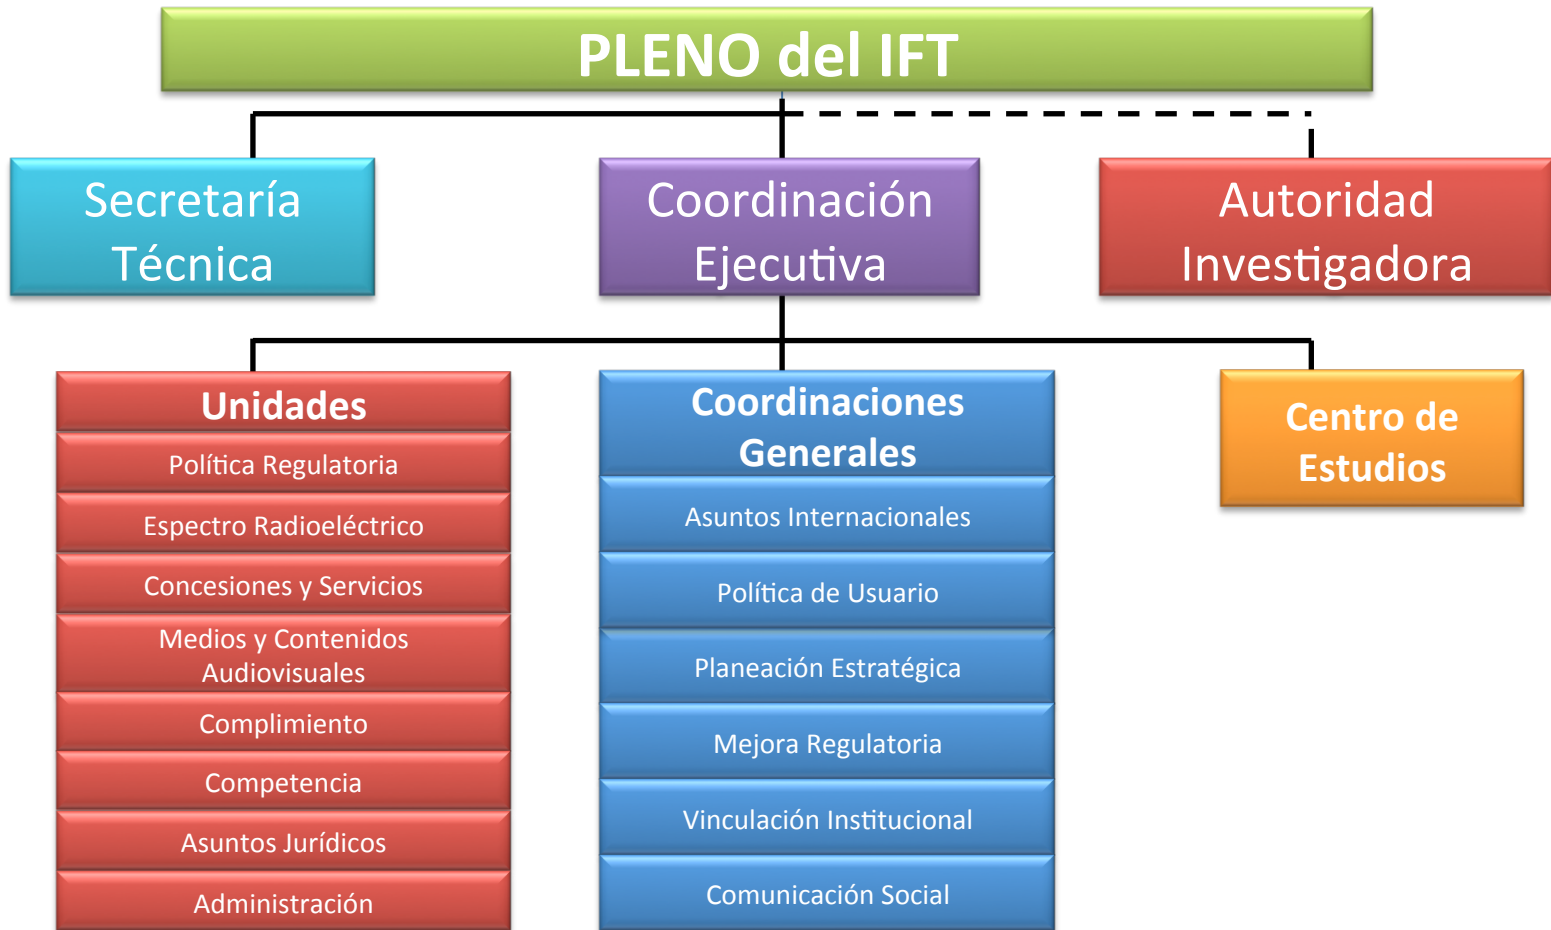 PLENO del IFT
Secretaría
Técnica
Coordinación
Ejecutiva
Autoridad
Investigadora
Unidades
Política Regulatoria
Espectro Radioeléctrico
Concesiones y Servicios
Medios y Contenidos
Audiovisuales
Complimiento
Competencia
Asuntos Jurídicos
Administración
Coordinaciones
Generales
Asuntos Internacionales
Política de Usuario
Planeación Estratégica
Mejora Regulatoria
Vinculación Institucional
Comunicación Social
Centro de
Estudios